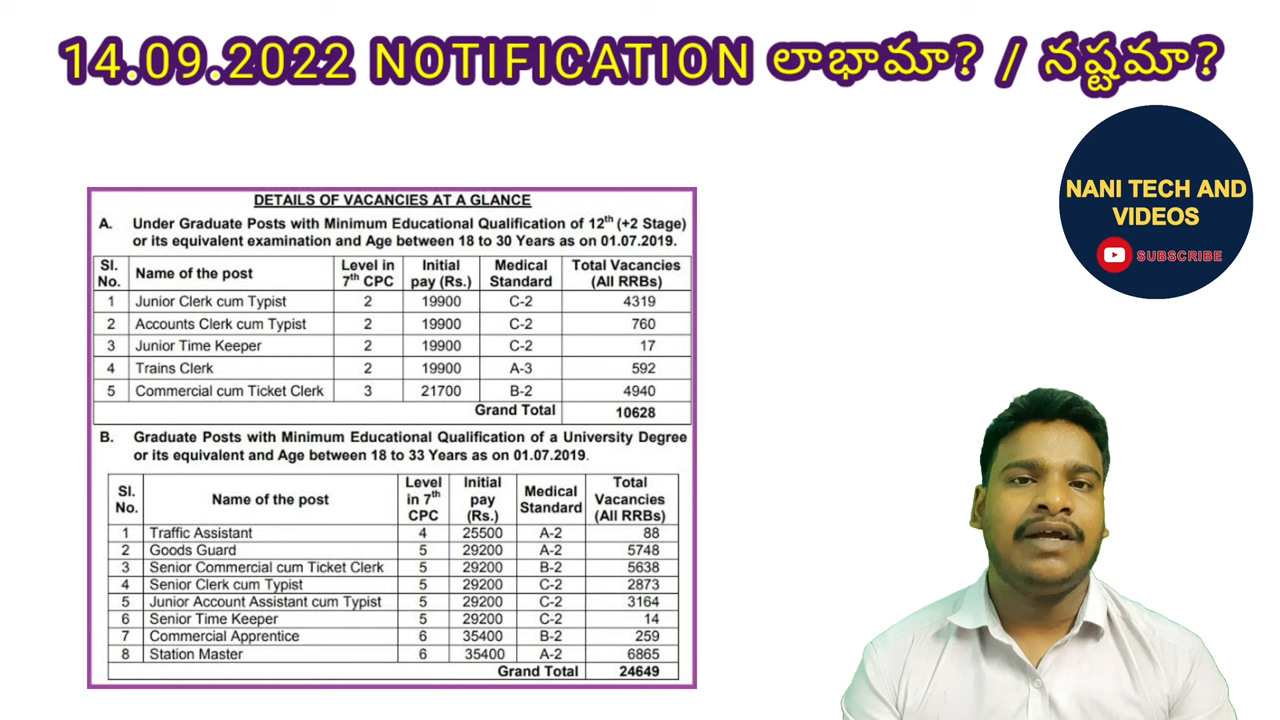 14.09.2022 NOTIFICATION లాభామా? / నష్టమా?
NANI TECH AND
VIDEOS
SUBSCRIBE
DETAILS OF VACANCIES AT A GLANCE
A. Under Graduate Posts with Minimum Educational Qualification of 12th (+2 Stage)
or its equivalent examination and Age between 18 to 30 Years as on 01.07.2019.
Sl. No. Name of the post Level in 7th CPC Initial pay (Rs.) Medical Standard Total Vacancies (All RRBs)
1 Junior Clerk cum Typist 2 19900 C-2 4319
2 Accounts Clerk cum Typist 2 19900 C-2 760
3 Junior Time Keeper 2 19900 C-2 17
4 Trains Clerk 2 19900 A-3 592
5 Commercial cum Ticket Clerk 3 21700 B-2 4940
Grand Total 10628
B. Graduate Posts with Minimum Educational Qualification of a University Degree
or its equivalent and Age between 18 to 33 Years as on 01.07.2019.
Sl. No. Name of the post Level in 7th CPC Initial pay (Rs.) Medical Standard Total Vacancies (All RRBs)
1 Traffic Assistant 4 25500 A-2 88
2 Goods Guard 5 29200 A-2 5748
3 Senior Commercial cum Ticket Clerk 5 29200 B-2 5638
4 Senior Clerk cum Typist 5 29200 C-2 2873
5 Junior Account Assistant cum Typist 5 29200 C-2 3164
6 Senior Time Keeper 5 29200 C-2 14
7 Commercial Apprentice 6 35400 B-2 259
8 Station Master 6 35400 A-2 6865
Grand Total 24649